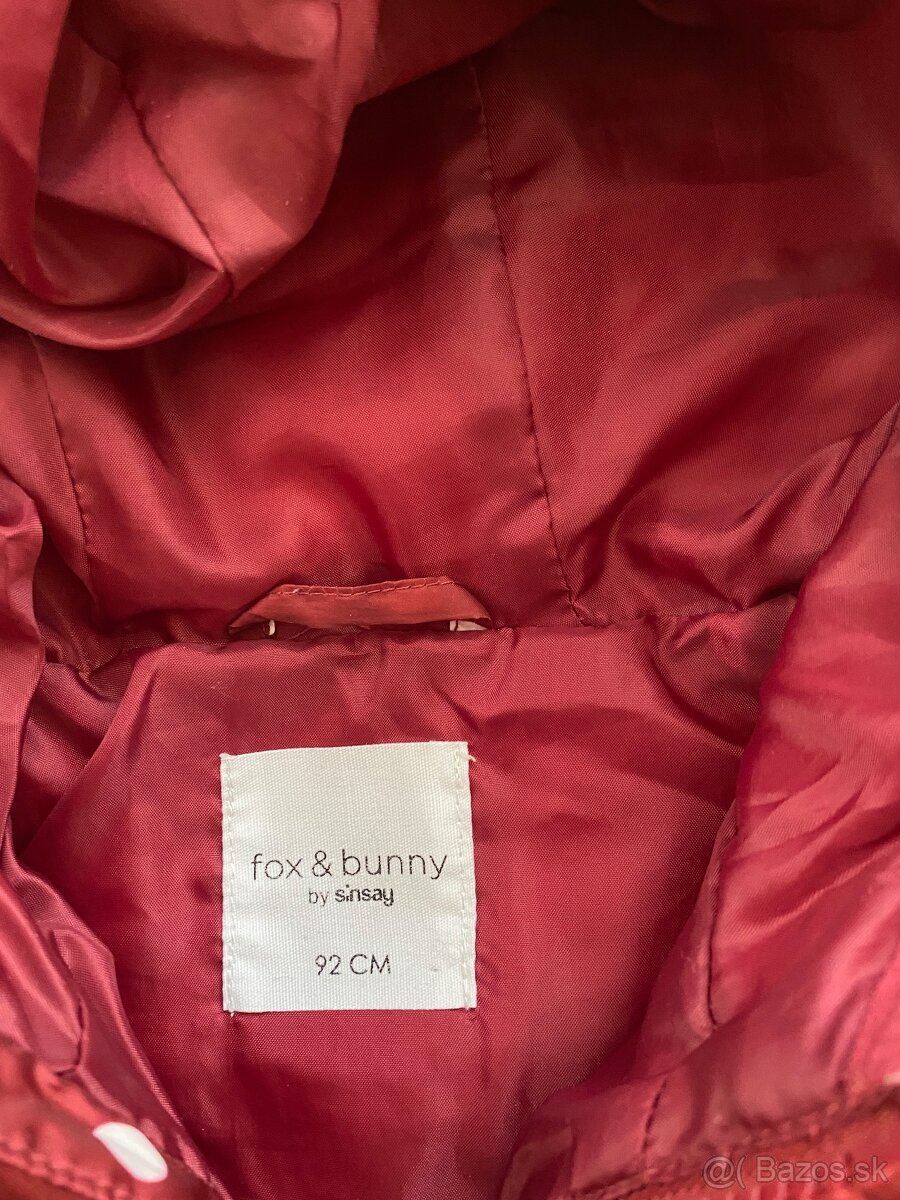 fox & bunny
by sinsay
92 CM
@( Bazos.sk